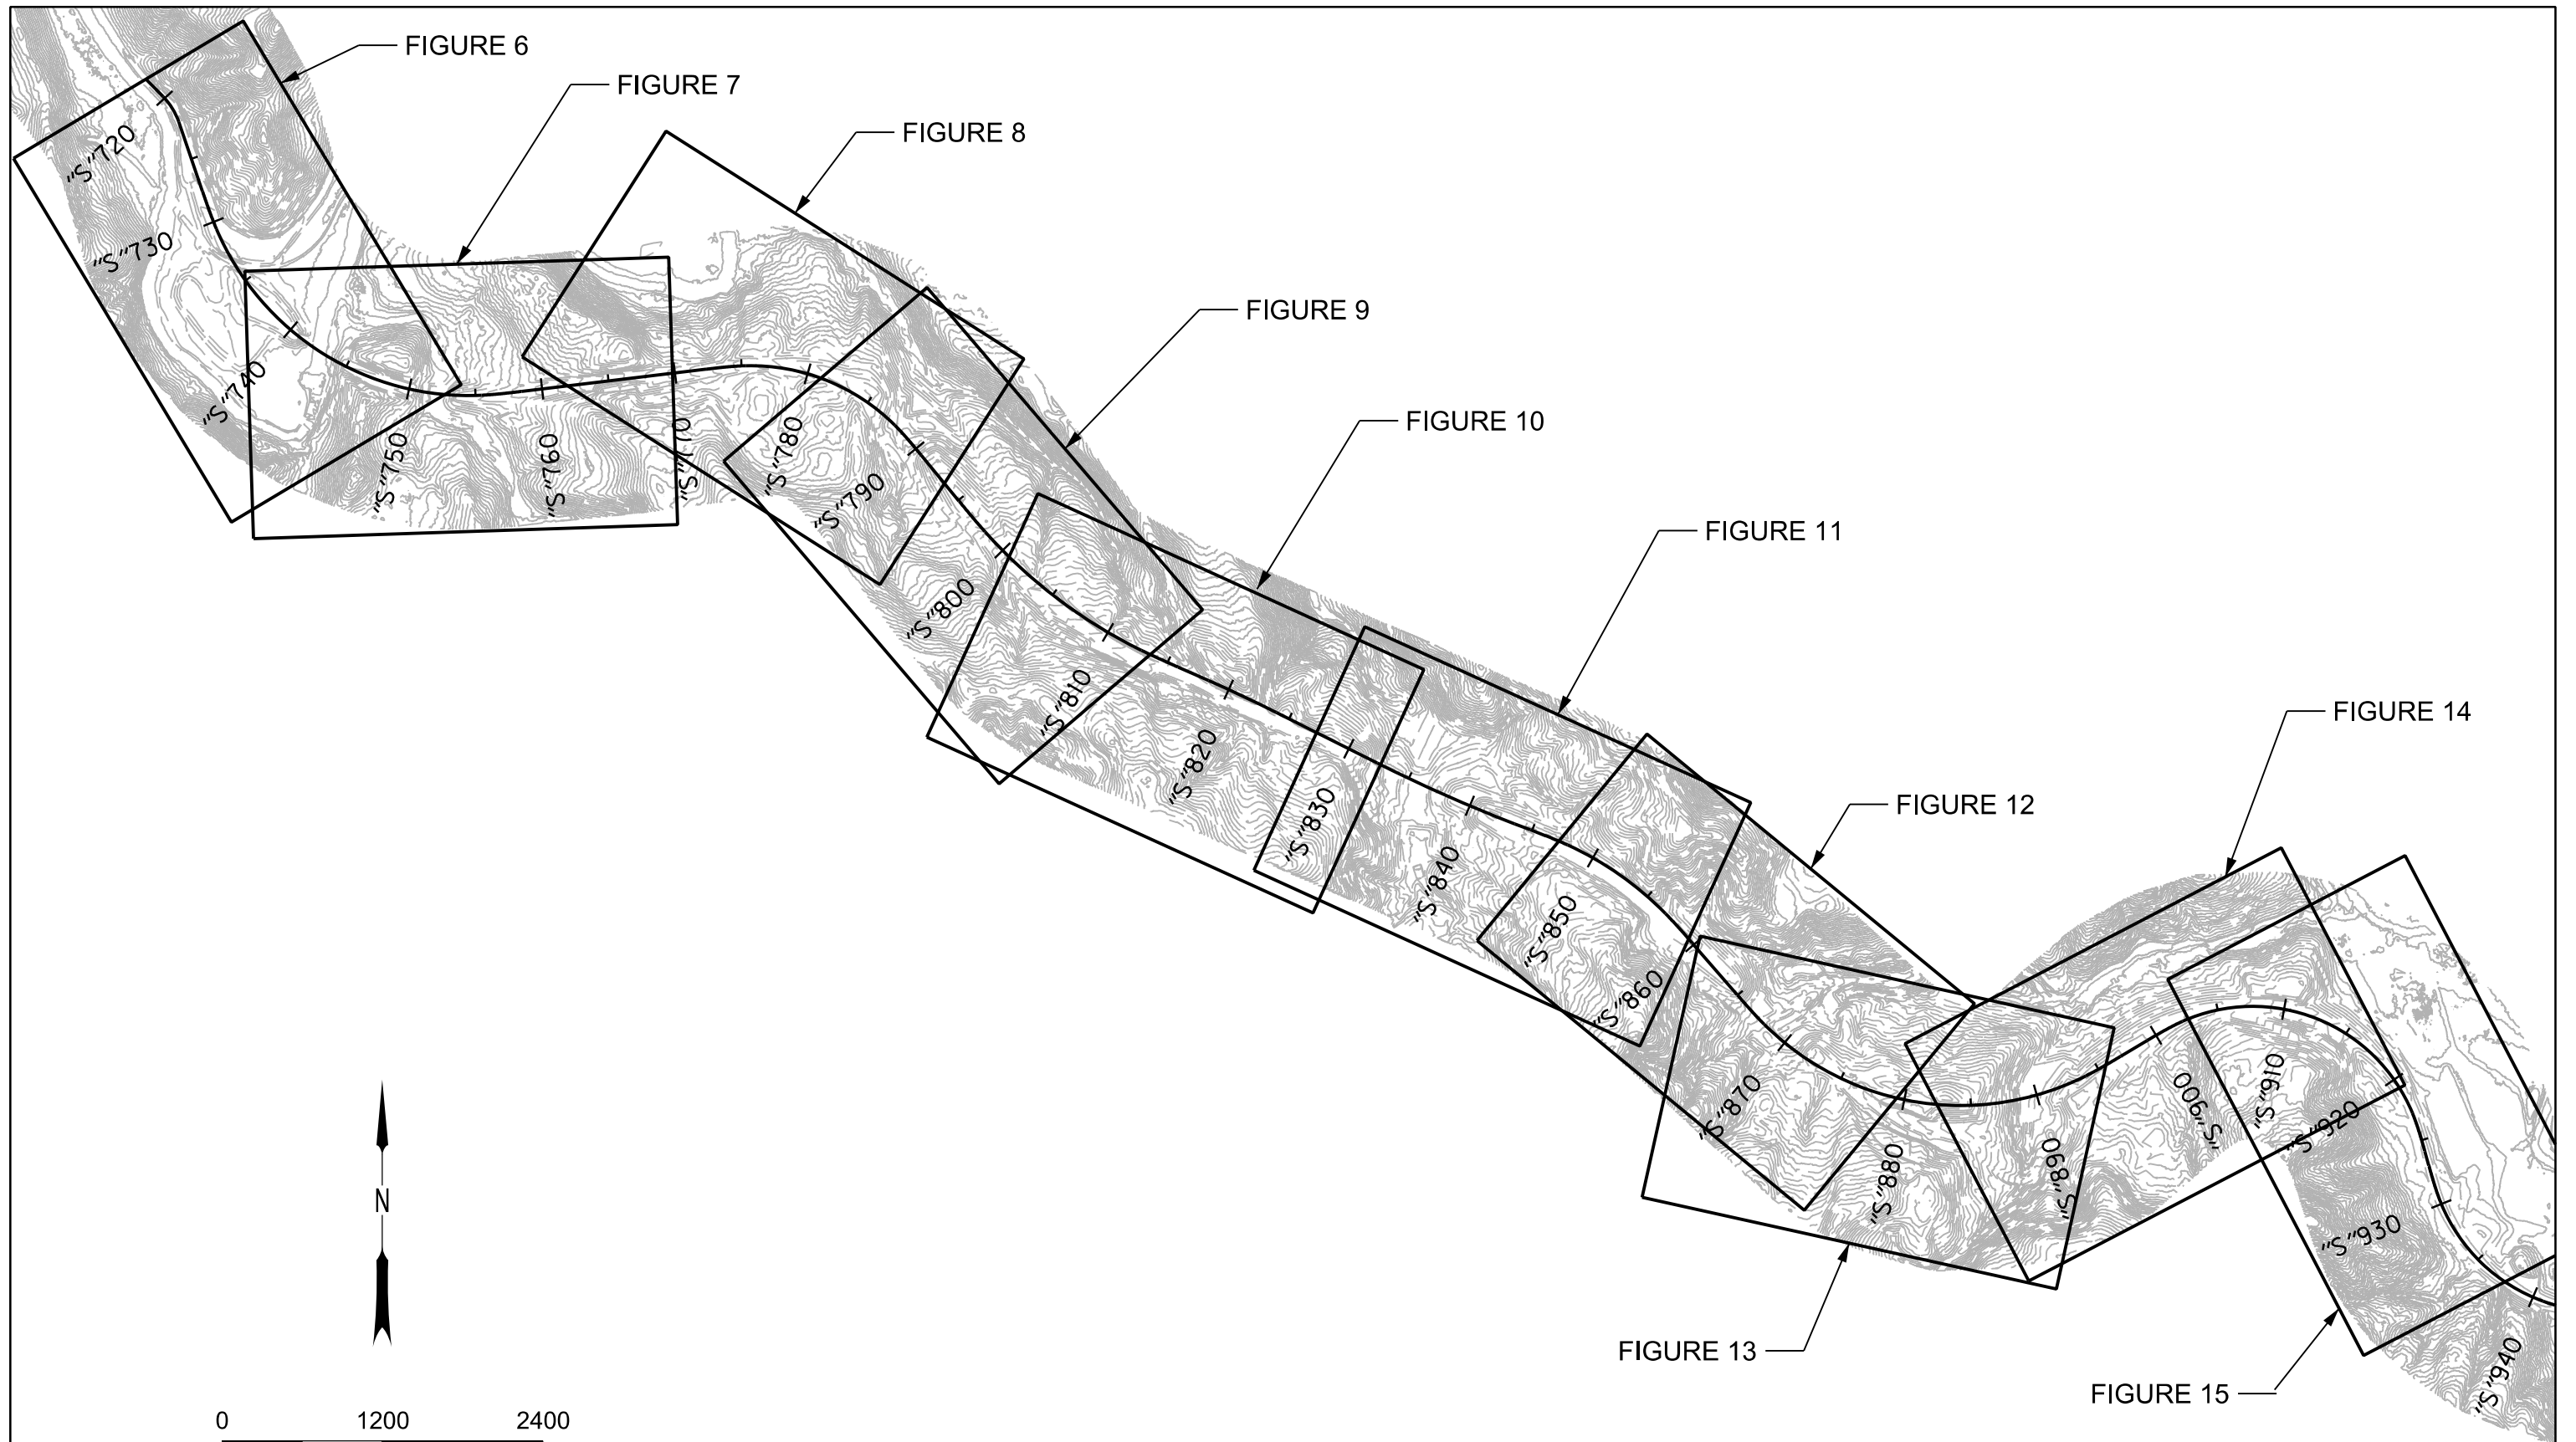 FIGURE 6
FIGURE 7
FIGURE 8
FIGURE 9
FIGURE 10
FIGURE 11
FIGURE 12
FIGURE 14
FIGURE 13
FIGURE 15
"S"720
"S"730
"S"740
"S"750
"S"760
"S"770
"S"780
"S"790
"S"800
"S"810
"S"820
"S"830
"S"840
"S"850
"S"860
"S"870
"S"880
"S"890
"S"900
"S"910
"S"920
"S"930
"S"940
N
0 1200 2400